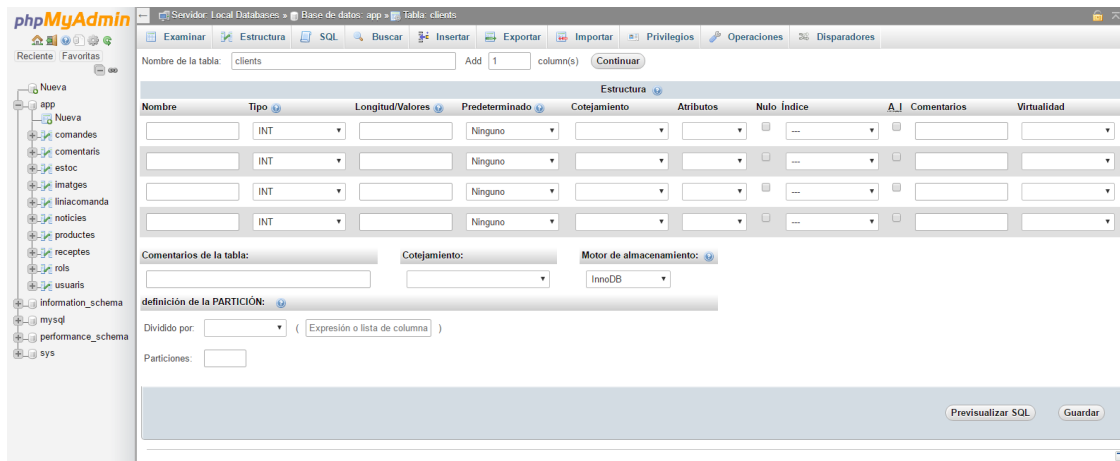 phpMyAdmin
Reciente Favoritas
Nueva
app
Nueva
comandes
comentaris
estoc
imatges
liniacomanda
noticies
productes
receptes
rols
usuaris
information_schema
mysql
performance_schema
sys
Servidor: Local Databases » Base de datos: app » Tabla: clients
Examinar Estructura SQL Buscar Insertar Exportar Importar Privilegios Operaciones Disparadores
Nombre de la tabla: clients Add 1 column(s) Continuar
Estructura
Nombre Tipo Longitud/Valores Predeterminado Cotejamiento Atributos Nulo Índice A_I Comentarios Virtualidad
INT Ninguno ---
INT Ninguno ---
INT Ninguno ---
INT Ninguno ---
Comentarios de la tabla: Cotejamiento: Motor de almacenamiento:
InnoDB
definición de la PARTICIÓN:
Dividido por: ( Expresión o lista de columna )
Particiones:
Previsualizar SQL Guardar